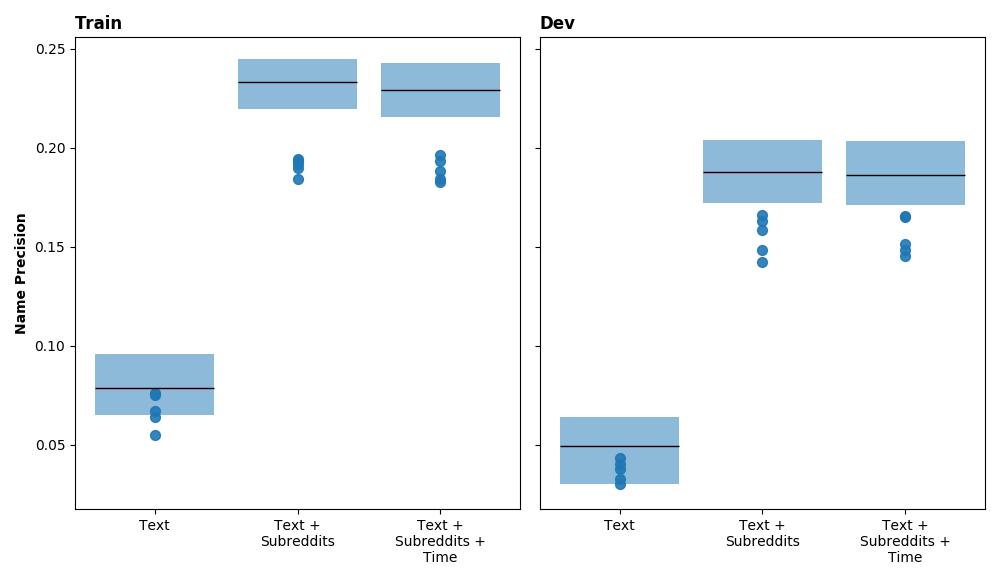 Train
Dev
Name Precision
0.25
0.20
0.15
0.10
0.05
Text
Text +
Subreddits
Text +
Subreddits +
Time
Text
Text +
Subreddits
Text +
Subreddits +
Time